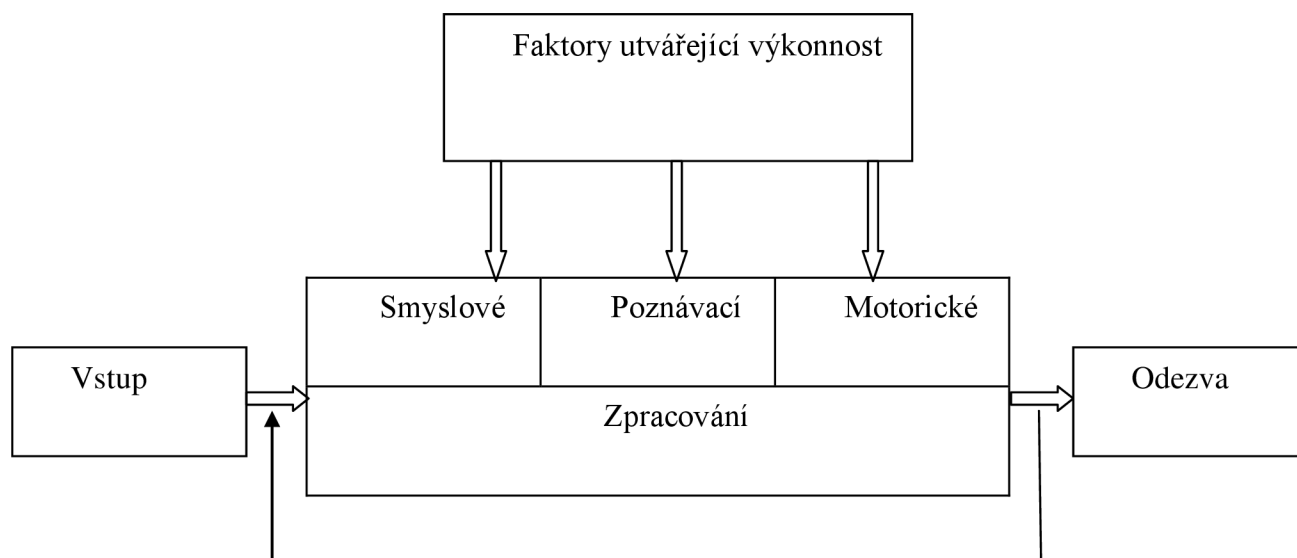 Faktory utvářející výkonnost
Smyslové
Poznávací
Motorické
Vstup
Odezva
Zpracování